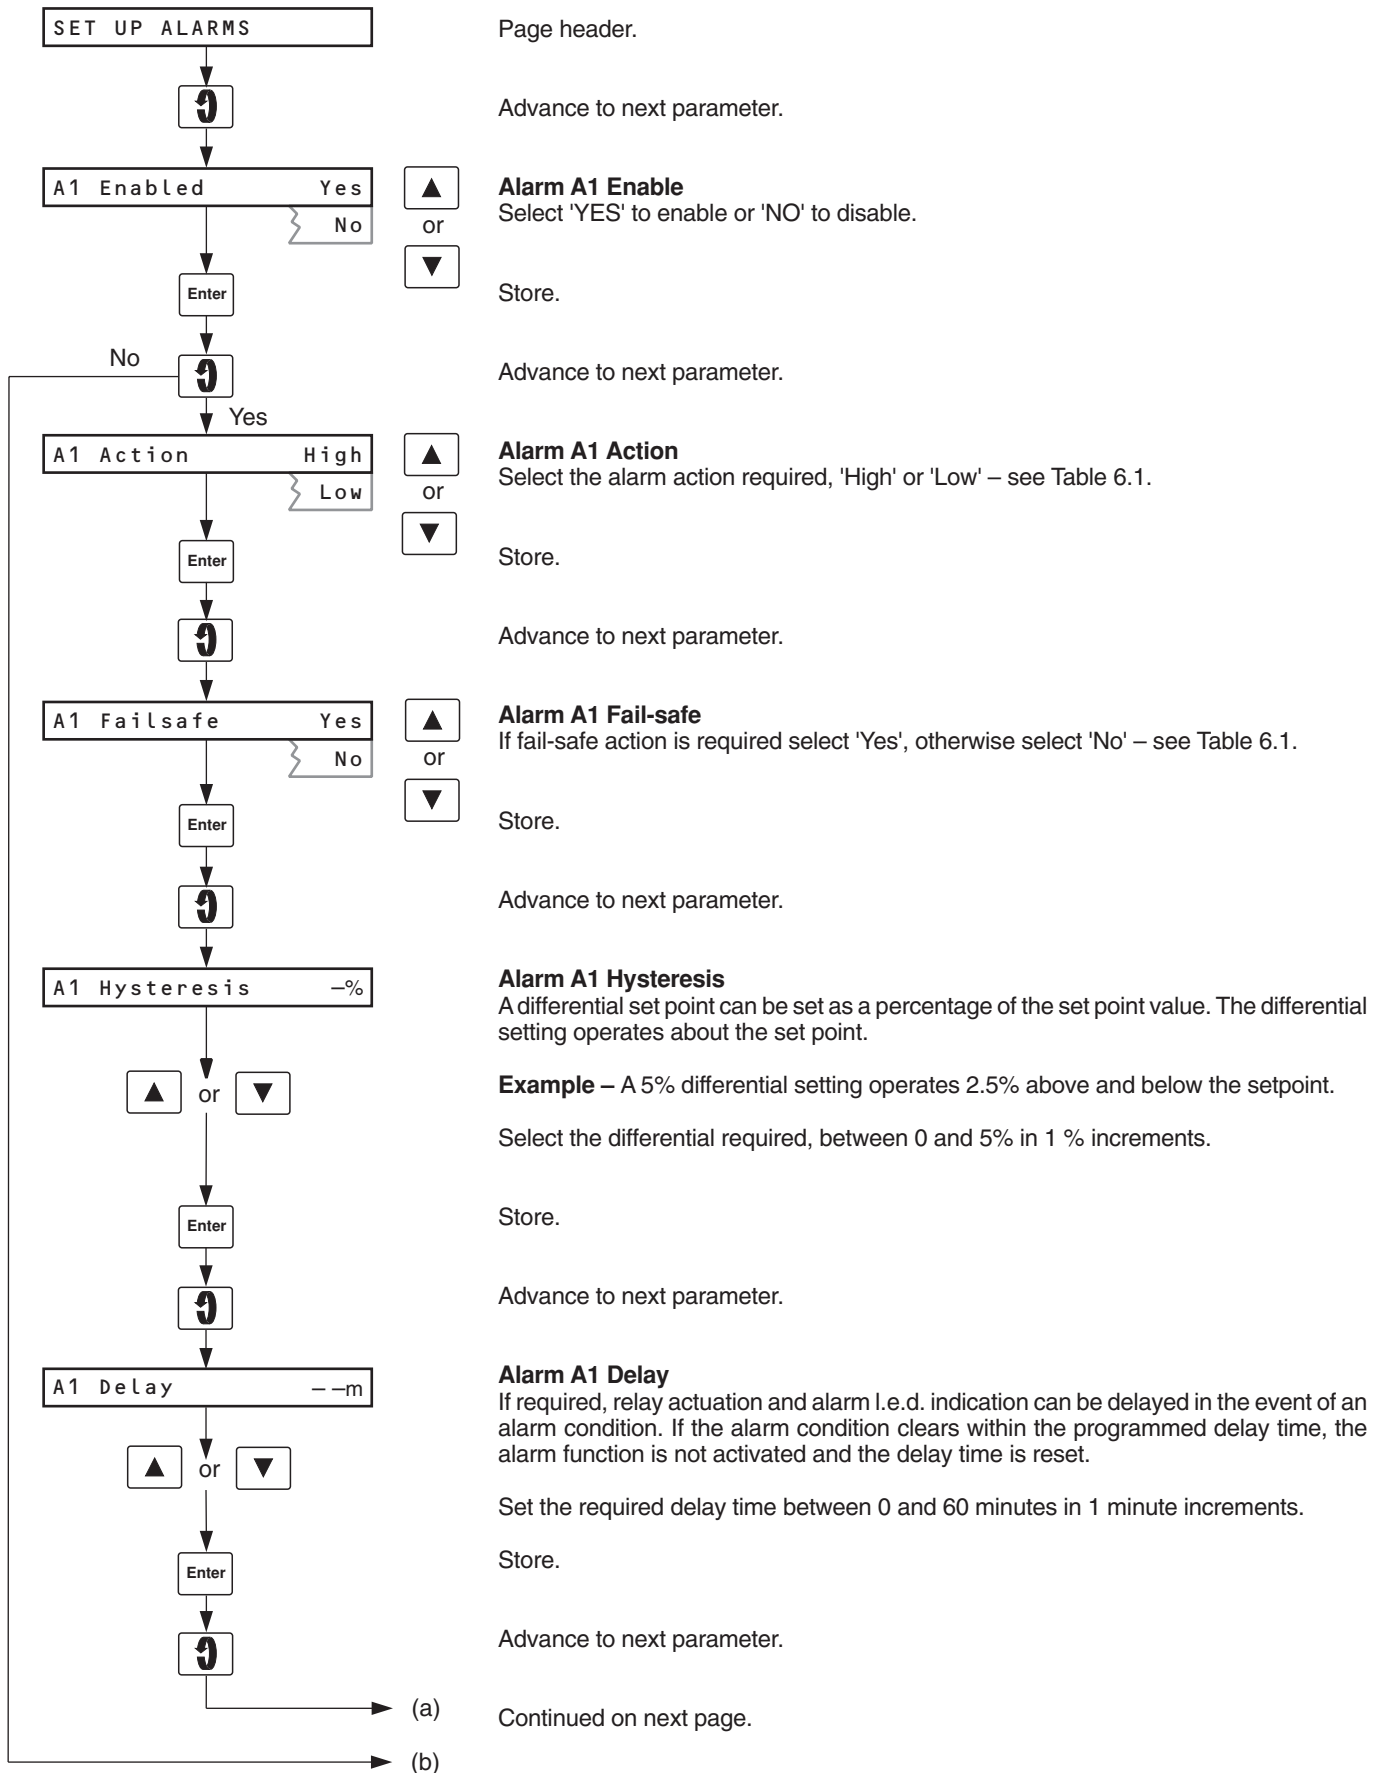 SET UP ALARMS
Page header.
Advance to next parameter.
A1 Enabled Yes
No
or
Alarm A1 Enable
Select 'YES' to enable or 'NO' to disable.
Enter
Store.
No
Advance to next parameter.
Yes
A1 Action High
Low
or
Alarm A1 Action
Select the alarm action required, 'High' or 'Low' – see Table 6.1.
Enter
Store.
Advance to next parameter.
A1 Failsafe Yes
No
or
Alarm A1 Fail-safe
If fail-safe action is required select 'Yes', otherwise select 'No' – see Table 6.1.
Enter
Store.
Advance to next parameter.
A1 Hysteresis –%
or
Alarm A1 Hysteresis
A differential set point can be set as a percentage of the set point value. The differential
setting operates about the set point.
Example – A 5% differential setting operates 2.5% above and below the setpoint.
Select the differential required, between 0 and 5% in 1 % increments.
Enter
Store.
Advance to next parameter.
A1 Delay – –m
or
Alarm A1 Delay
If required, relay actuation and alarm l.e.d. indication can be delayed in the event of an
alarm condition. If the alarm condition clears within the programmed delay time, the
alarm function is not activated and the delay time is reset.
Set the required delay time between 0 and 60 minutes in 1 minute increments.
Enter
Store.
Advance to next parameter.
(a)
Continued on next page.
(b)